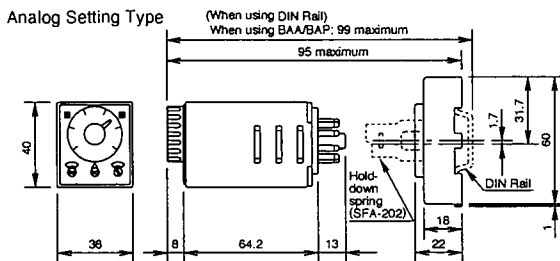 Analog Setting Type
(When using DIN Rail)
When using BAA/BAP: 99 maximum
95 maximum
40
36
8
64.2
13
Hold-
down
spring
(SFA-202)
DIN Rail
1.7
31.7
60
18
22
1